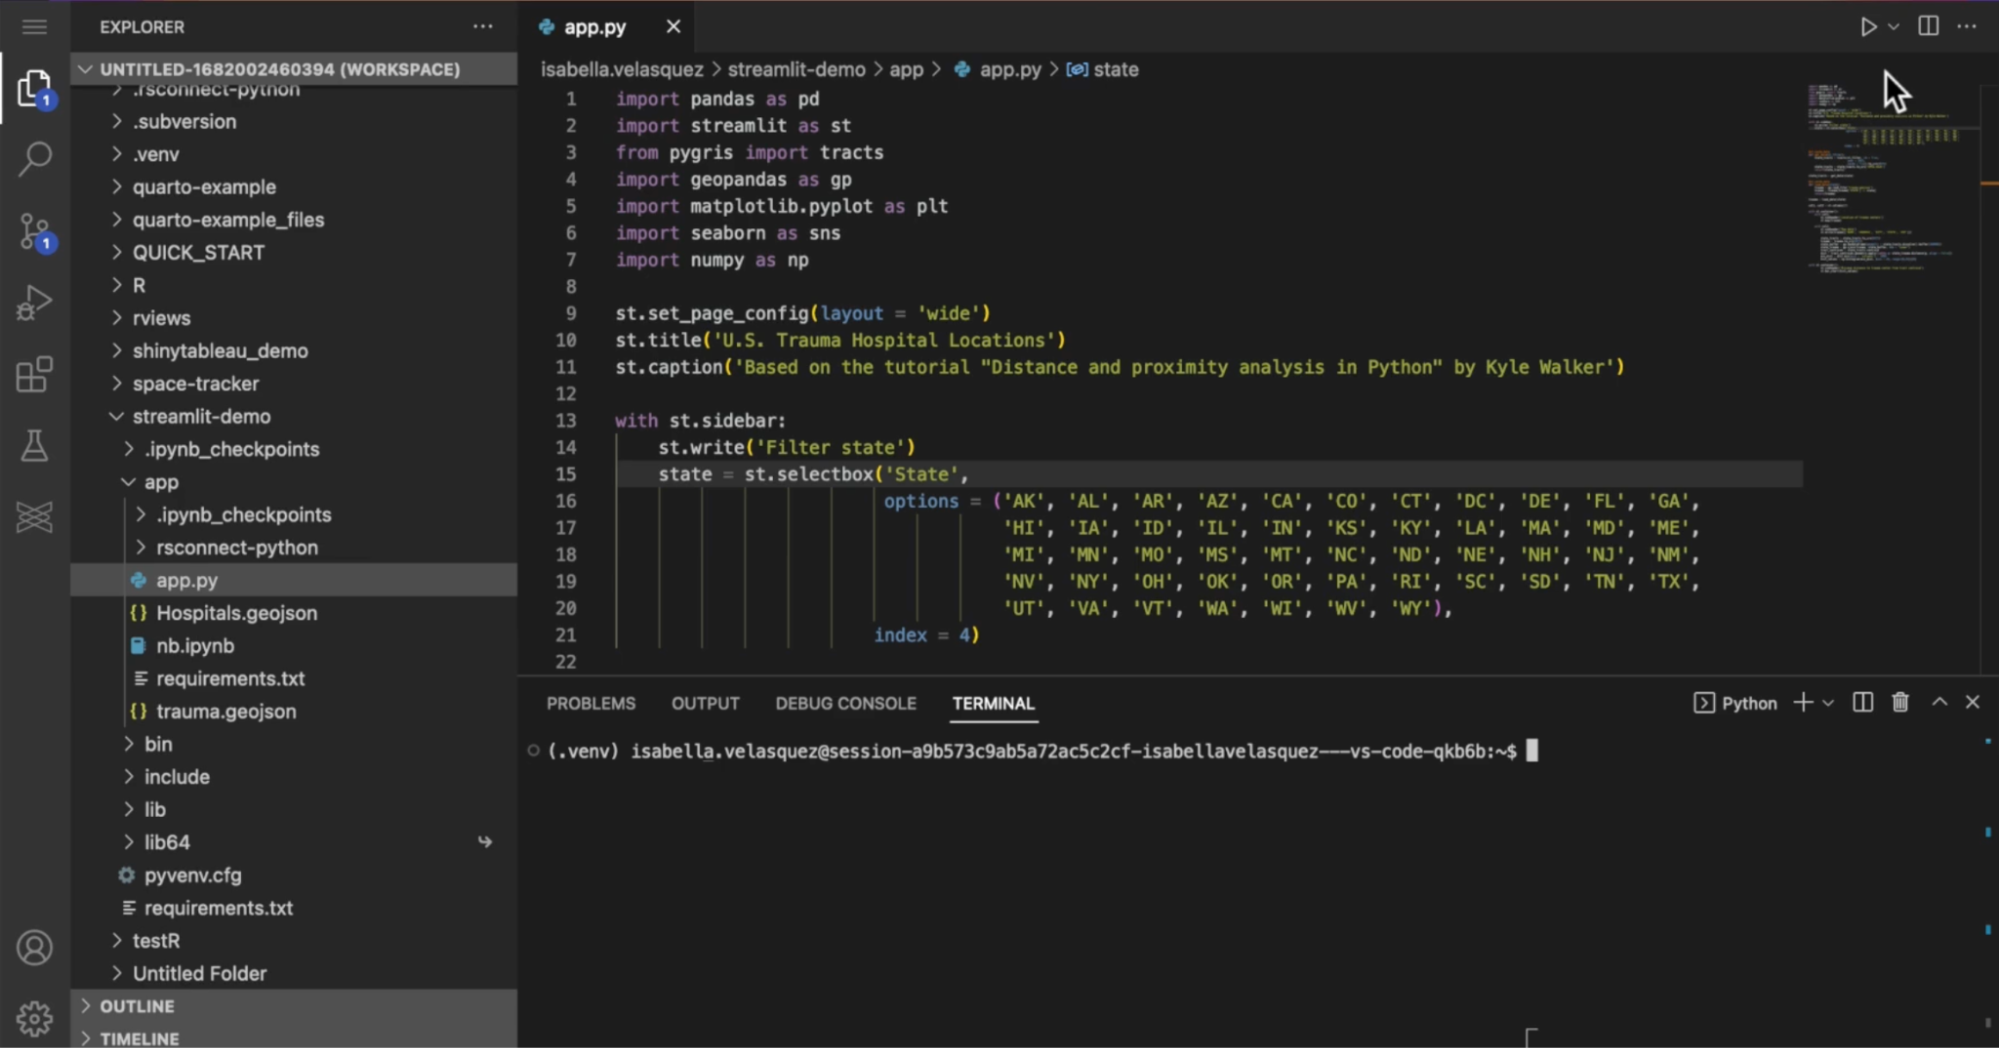 EXPLORER
UNTITLED-1682002460394 (WORKSPACE)
.rsconnect-python
.subversion
.venv
quarto-example
quarto-example_files
QUICK_START
R
rviews
shinytableau_demo
space-tracker
streamlit-demo
.ipynb_checkpoints
app
.ipynb_checkpoints
rsconnect-python
app.py
Hospitals.geojson
nb.ipynb
requirements.txt
trauma.geojson
bin
include
lib
lib64
pyvenv.cfg
requirements.txt
testR
Untitled Folder
OUTLINE
TIMELINE
1
1
app.py
isabella.velasquez > streamlit-demo > app > app.py > state
1 import pandas as pd
2 import streamlit as st
3 from pygris import tracts
4 import geopandas as gp
5 import matplotlib.pyplot as plt
6 import seaborn as sns
7 import numpy as np
8
9 st.set_page_config(layout = 'wide')
10 st.title('U.S. Trauma Hospital Locations')
11 st.caption('Based on the tutorial "Distance and proximity analysis in Python" by Kyle Walker')
12
13 with st.sidebar:
14 st.write('Filter state')
15 state = st.selectbox('State',
16 options = ('AK', 'AL', 'AR', 'AZ', 'CA', 'CO', 'CT', 'DC', 'DE', 'FL', 'GA',
17 'HI', 'IA', 'ID', 'IL', 'IN', 'KS', 'KY', 'LA', 'MA', 'MD', 'ME',
18 'MI', 'MN', 'MO', 'MS', 'MT', 'NC', 'ND', 'NE', 'NH', 'NJ', 'NM',
19 'NV', 'NY', 'OH', 'OK', 'OR', 'PA', 'RI', 'SC', 'SD', 'TN', 'TX',
20 'UT', 'VA', 'VT', 'WA', 'WI', 'WV', 'WY'),
21 index = 4)
22
PROBLEMS OUTPUT DEBUG CONSOLE TERMINAL Python
(.venv) isabella.velasquez@session-a9b573c9ab5a72ac5c2cf-isabellavelasquez---vs-code-qkb6b:~$